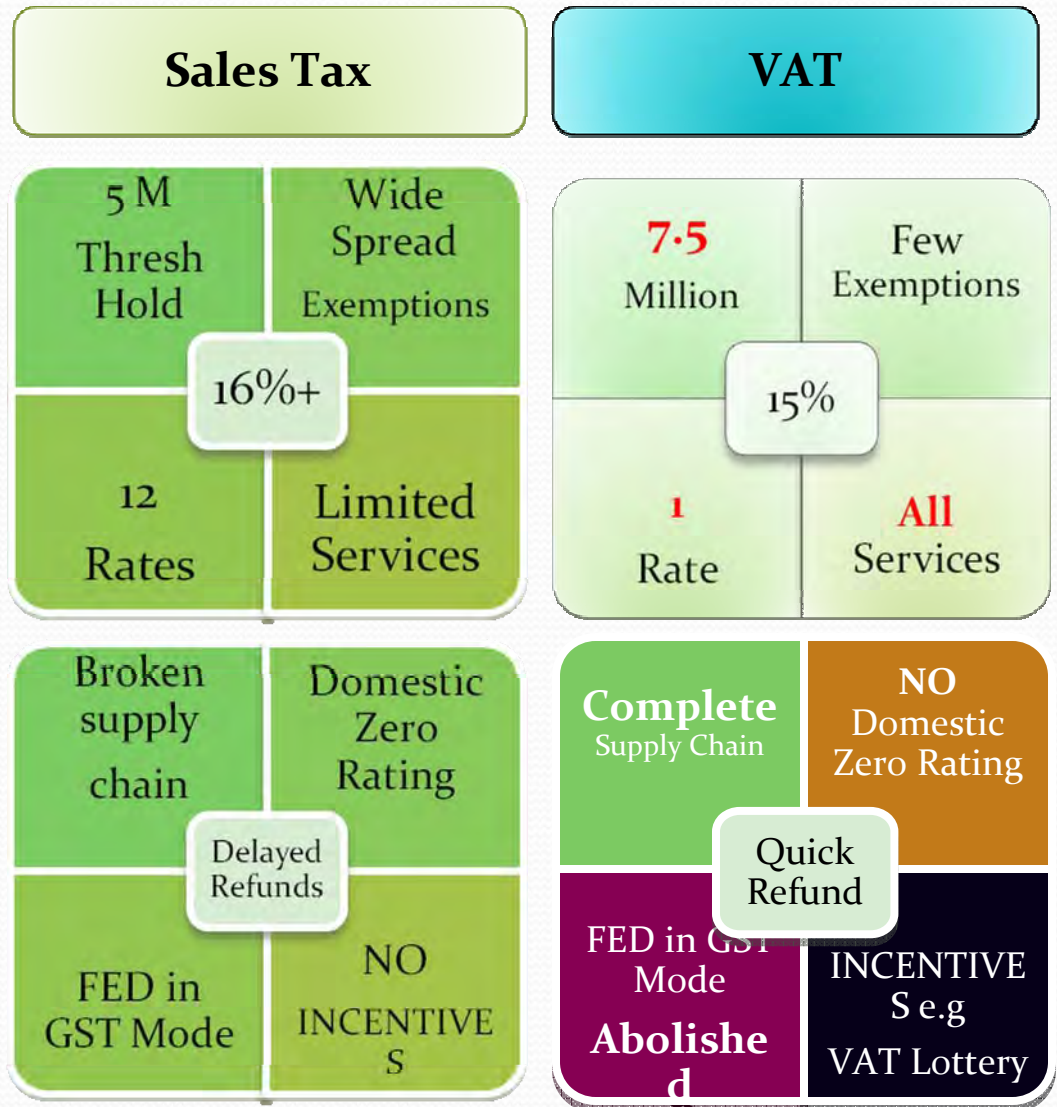 Sales Tax
VAT
5 M
Thresh
Hold
Wide
Spread
Exemptions
16%+
12
Rates
Limited
Services
7.5
Million
Few
Exemptions
15%
1
Rate
All
Services
Broken
supply
chain
Domestic
Zero
Rating
Delayed
Refunds
FED in
GST Mode
NO
INCENTIVE
S
Complete
Supply Chain
NO
Domestic
Zero Rating
Quick
Refund
FED in GST
Mode
Abolishe
d
INCENTIVE
S e.g
VAT Lottery